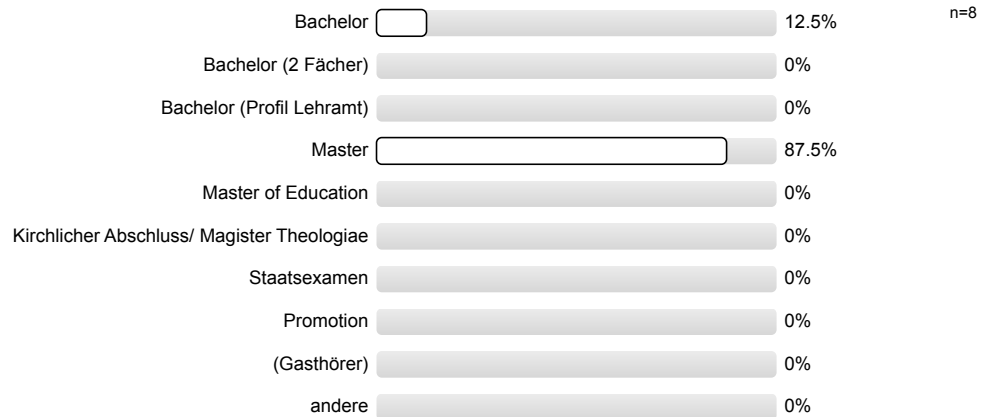 Bachelor 12.5% n=8
Bachelor (2 Fächer) 0%
Bachelor (Profil Lehramt) 0%
Master 87.5%
Master of Education 0%
Kirchlicher Abschluss/ Magister Theologiae 0%
Staatsexamen 0%
Promotion 0%
(Gasthörer) 0%
andere 0%